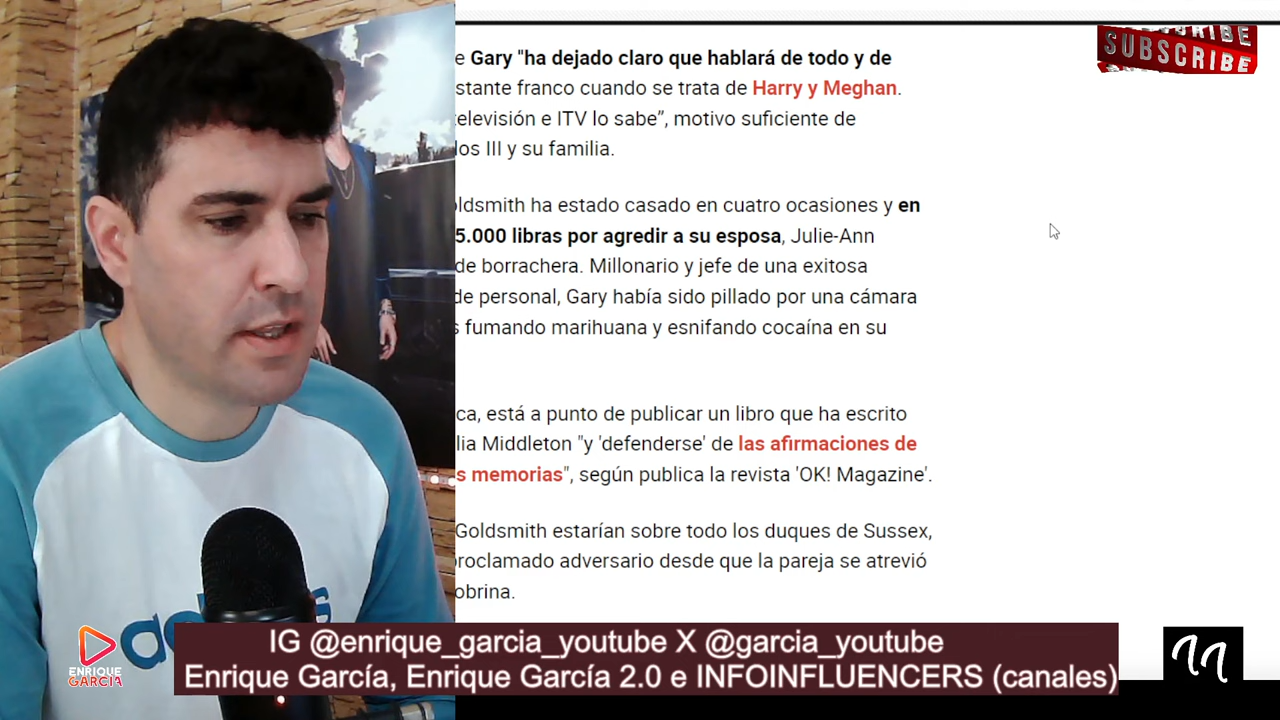 SUBSCRIBE
Gary "ha dejado claro que hablará de todo y de
stante franco cuando se trata de Harry y Meghan.
televisión e ITV lo sabe”, motivo suficiente de
los III y su familia.
oldsmith ha estado casado en cuatro ocasiones y en
5.000 libras por agredir a su esposa, Julie-Ann
de borrachera. Millonario y jefe de una exitosa
de personal, Gary había sido pillado por una cámara
s fumando marihuana y esnifando cocaína en su
ca, está a punto de publicar un libro que ha escrito
lia Middleton "y 'defenderse' de las afirmaciones de
s memorias", según publica la revista 'OK! Magazine'.
Goldsmith estarían sobre todo los duques de Sussex,
proclamado adversario desde que la pareja se atrevió
obrina.
ENRIQUE
GARCÍA
IG @enrique_garcia_youtube X @garcia_youtube
Enrique García, Enrique García 2.0 e INFOINFLUENCERS (canales)